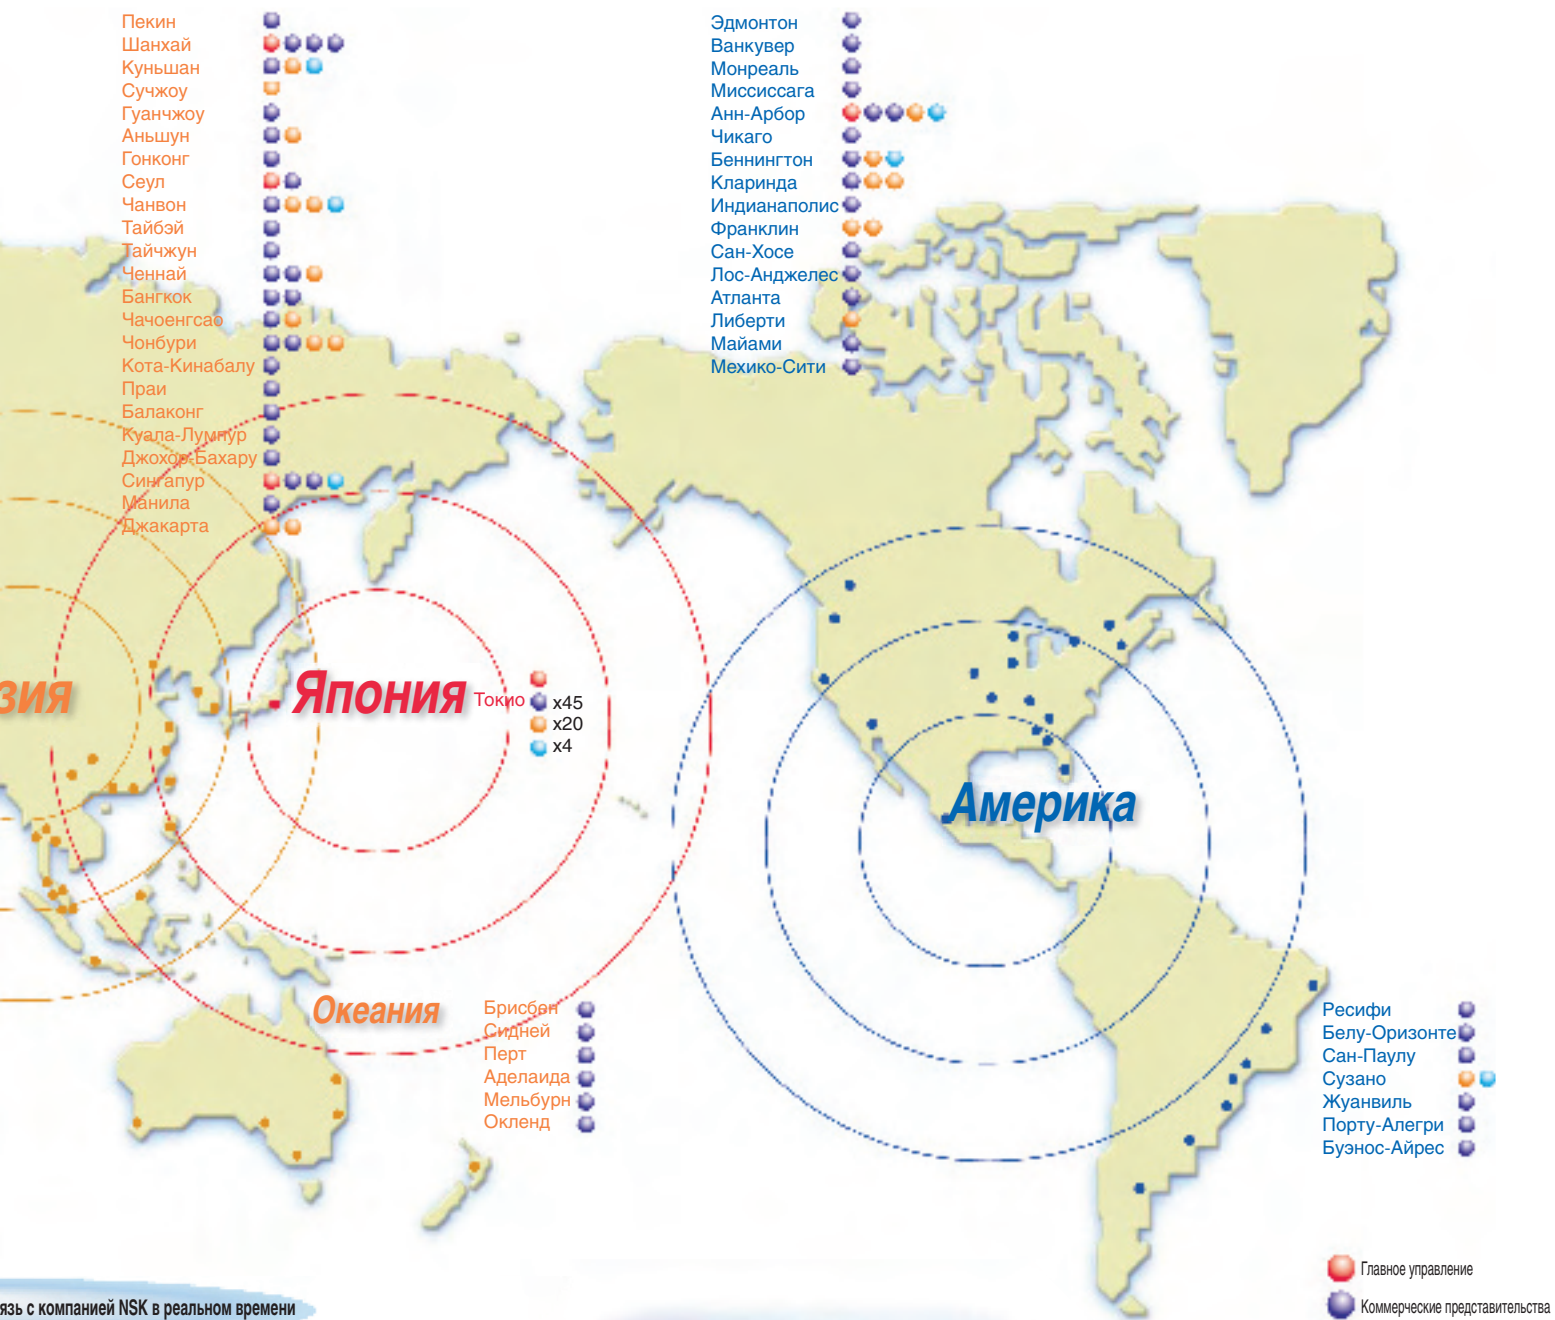 Пекин
Шанхай
Куньшан
Сучжоу
Гуанчжоу
Аньшун
Гонконг
Сеул
Чанвон
Тайбэй
Тайчжун
Ченнай
Бангкок
Чачоенгсао
Чонбури
Кота-Кинабалу
Праи
Балаконг
Куала-Лумпур
Джохор-Бахару
Сингапур
Манила
Джакарта
Эдмонтон
Ванкувер
Монреаль
Миссиссага
Анн-Арбор
Чикаго
Беннингтон
Кларинда
Индианаполис
Франклин
Сан-Хосе
Лос-Анджелес
Атланта
Либерти
Майами
Мехико-Сити
зия
Япония
Токио
x45
x20
x4
Америка
Океания
Брисбен
Сидней
Перт
Аделаида
Мельбурн
Окленд
Ресифи
Белу-Оризонте
Сан-Паулу
Сузано
Жуанвиль
Порту-Алегри
Буэнос-Айрес
Главное управление
Коммерческие представительства
язь с компанией NSK в реальном времени